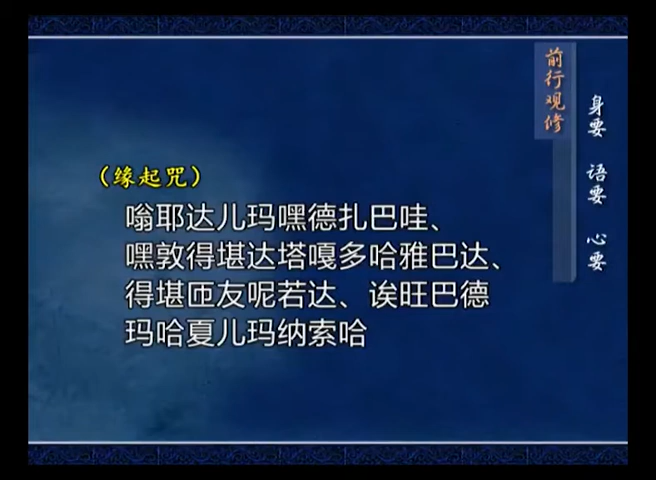 前行观修
身要 语要 心要
（缘起咒）
嗡耶达儿玛嘿德扎巴哇、
嘿敦得堪达塔嘎多哈雅巴达、
得堪匝友呢若达、诶旺巴德
玛哈夏儿玛纳索哈